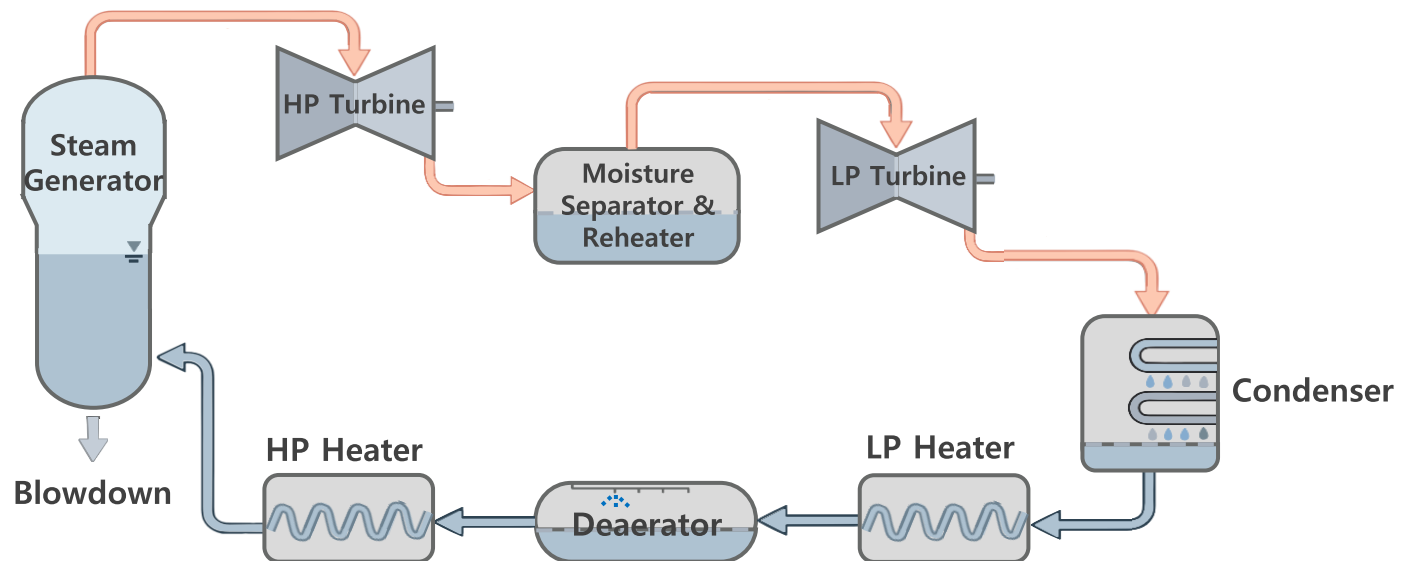 Steam
Generator
HP Turbine
Moisture
Separator &
Reheater
LP Turbine
Condenser
HP Heater
LP Heater
Blowdown
Deaerator